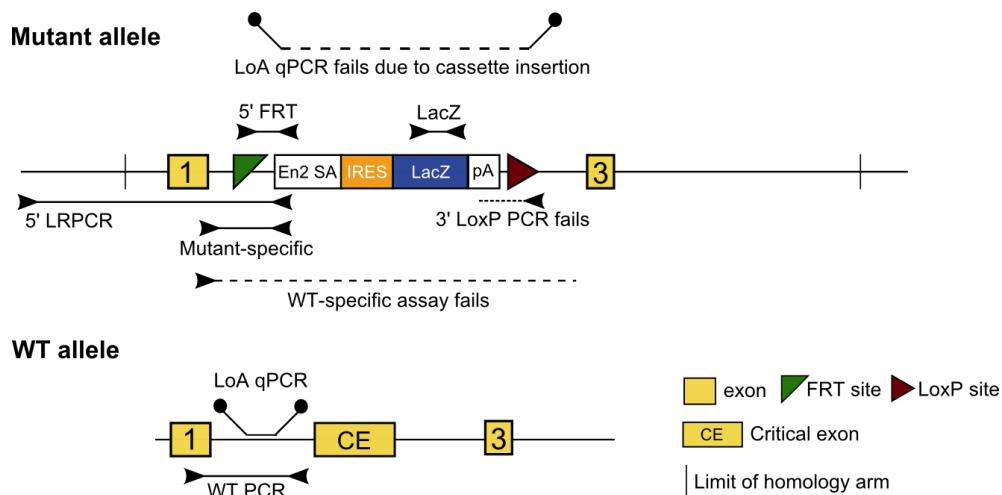 Mutant allele
LoA qPCR fails due to cassette insertion
5' FRT
LacZ
1
En2 SA
IRES
LacZ
pA
3
5' LRPCR
3' LoxP PCR fails
Mutant-specific
WT-specific assay fails
WT allele
LoA qPCR
1
CE
3
WT PCR
exon
FRT site
LoxP site
CE
Critical exon
Limit of homology arm